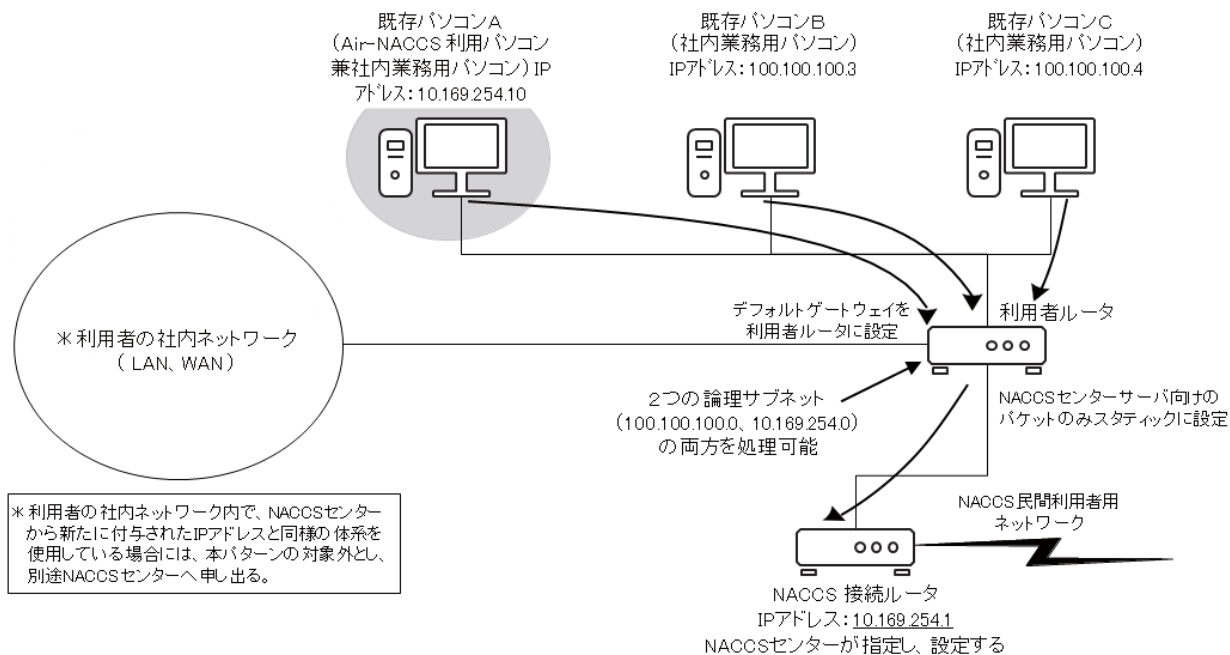 既存パソコンA
(Air-NACCS 利用パソコン
兼社内業務用パソコン) IP
アドレス:10.169.254.10
既存パソコンB
(社内業務用パソコン)
IPアドレス:100.100.100.3
既存パソコンC
(社内業務用パソコン)
IPアドレス:100.100.100.4
*利用者の社内ネットワーク
( LAN、WAN )
デフォルトゲートウェイを
利用者ルータに設定
利用者ルータ
2つの論理サブネット
(100.100.100.0、10.169.254.0)
の両方を処理可能
NACCSセンターサーバ向けの
パケットのみスタティックに設定
*利用者の社内ネットワーク内で、NACCSセンター
から新たに付与されたIPアドレスと同様の体系を
使用している場合には、本パターンの対象外とし、
別途NACCSセンターへ申し出る。
NACCS民間利用者用
ネットワーク
NACCS 接続ルータ
IPアドレス:10.169.254.1
NACCSセンターが指定し、設定する